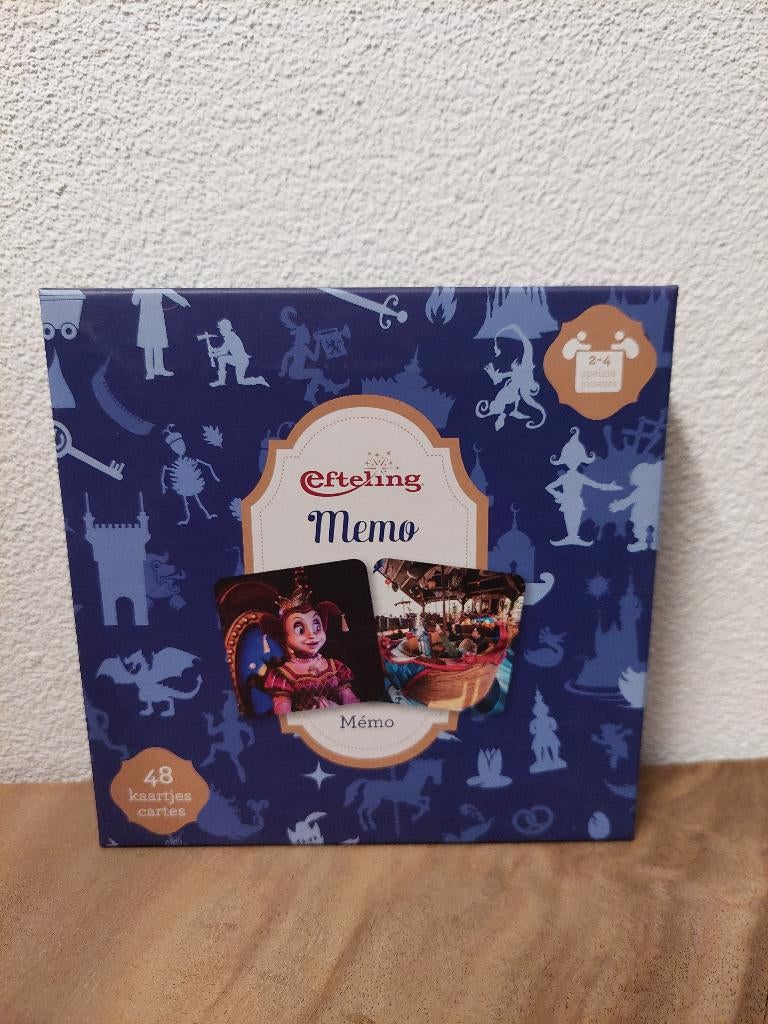 2-4
spelers
joueurs
efteling
Memo
Mémo
48
kaartjes
cartes